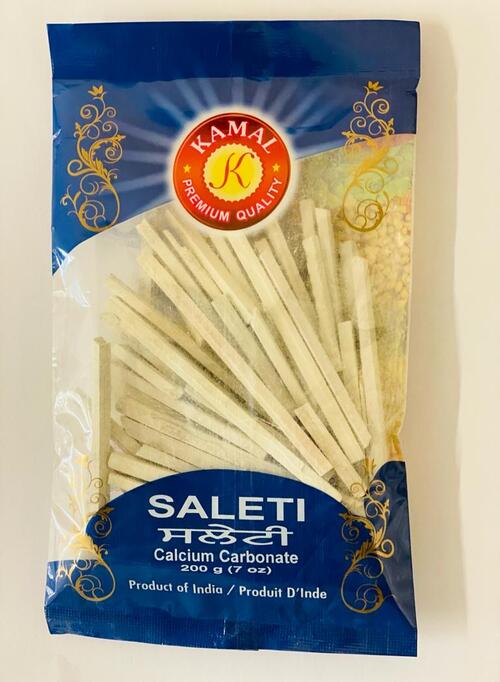 KAMAL
K
PREMIUM QUALITY
SALETI
ਸਲੇਟੀ
Calcium Carbonate
200 g (7 oz)
Product of India / Produit D'Inde